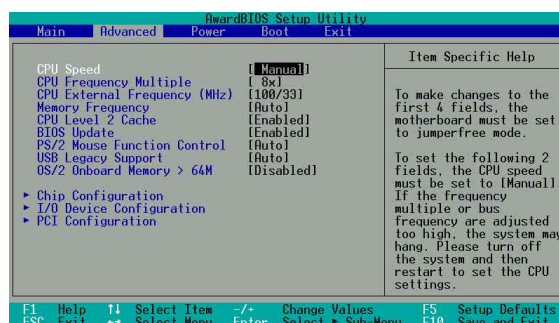 AwardBIOS Setup Utility
Main Advanced Power Boot Exit
CPU Speed [ Manual]
CPU Frequency Multiple [ 8x]
CPU External Frequency (MHz) [100/33]
Memory Frequency [Auto]
CPU Level 2 Cache [Enabled]
BIOS Update [Enabled]
PS/2 Mouse Function Control [Auto]
USB Legacy Support [Auto]
OS/2 Onboard Memory > 64M [Disabled]
▶ Chip Configuration
▶ I/O Device Configuration
▶ PCI Configuration
Item Specific Help
To make changes to the
first 4 fields, the
motherboard must be set
to jumperfree mode.
To set the following 2
fields, the CPU speed
must be set to [Manual].
If the frequency
multiple or bus
frequency are adjusted
too high, the system may
hang. Please turn off
the system and then
restart to set the CPU
settings.
F1 Help ↑↓ Select Item -/+ Change Values F5 Setup Defaults
ESC Exit ↔ Select Menu Enter Select ▶ Sub-Menu F10 Save and Exit